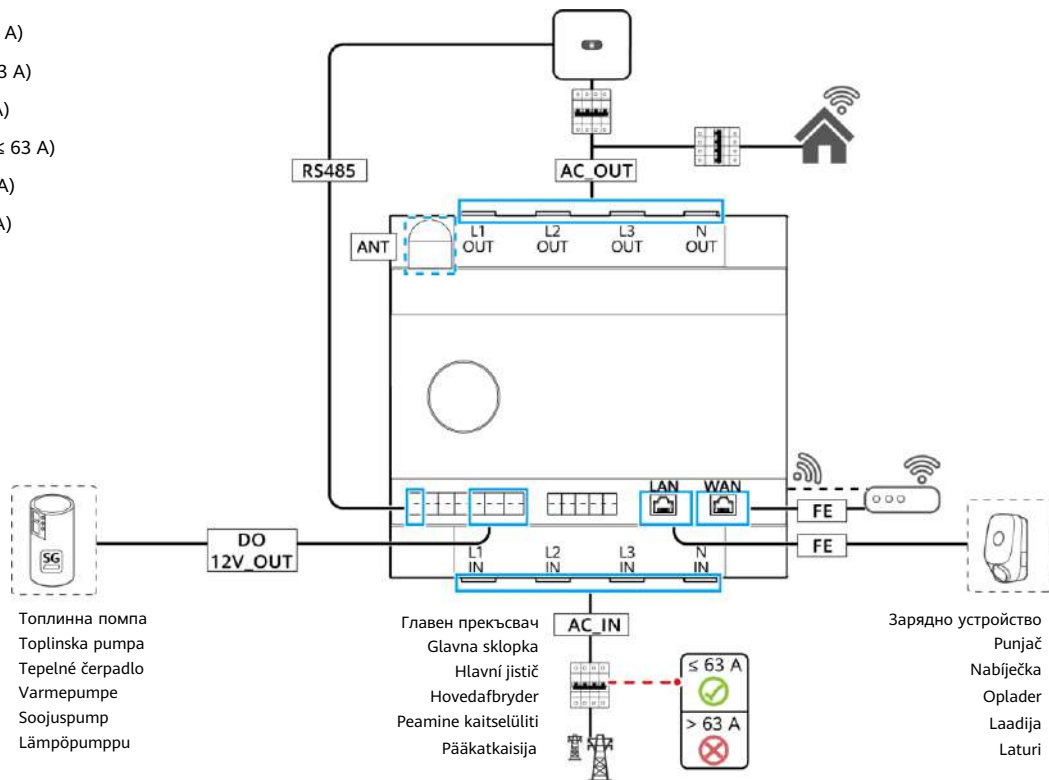 A)
3 A)
A)
≤ 63 A)
A)
A)
RS485
AC_OUT
ANT
L1 OUT
L2 OUT
L3 OUT
N OUT
LAN
WAN
FE
FE
DO
12V_OUT
SG
L1 IN
L2 IN
L3 IN
N IN
AC_IN
≤ 63 A
> 63 A
Топлинна помпа
Toplinska pumpa
Tepelné čerpadlo
Varmepumpe
Soojuspump
Lämpöpumppu
Главен прекъсвач
Glavna sklopka
Hlavní jistič
Hovedafbryder
Peamine kaitselüliti
Pääkatkaisija
Зарядно устройство
Punjač
Nabíječka
Oplader
Laadija
Laturi